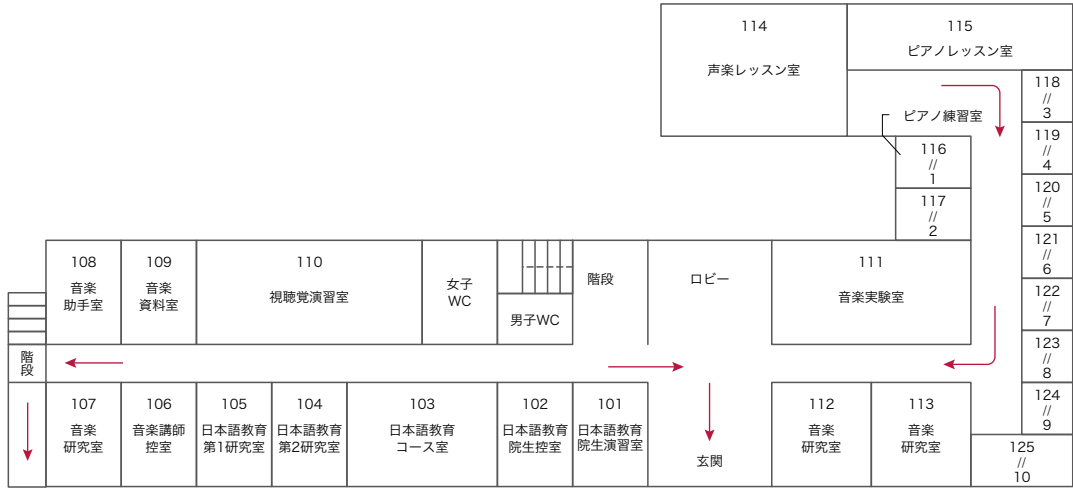 114
声楽レッスン室
115
ピアノレッスン室
118
//
3
ピアノ練習室
119
//
4
116
//
1
120
//
5
117
//
2
121
//
6
108
音楽
助手室
109
音楽
資料室
110
視聴覚演習室
女子
WC
男子WC
階段
ロビー
111
音楽実験室
122
//
7
123
//
8
階段
107
音楽
研究室
106
音楽講師
控室
105
日本語教育
第1研究室
104
日本語教育
第2研究室
103
日本語教育
コース室
102
日本語教育
院生控室
101
日本語教育
院生演習室
玄関
112
音楽
研究室
113
音楽
研究室
124
//
9
125
//
10